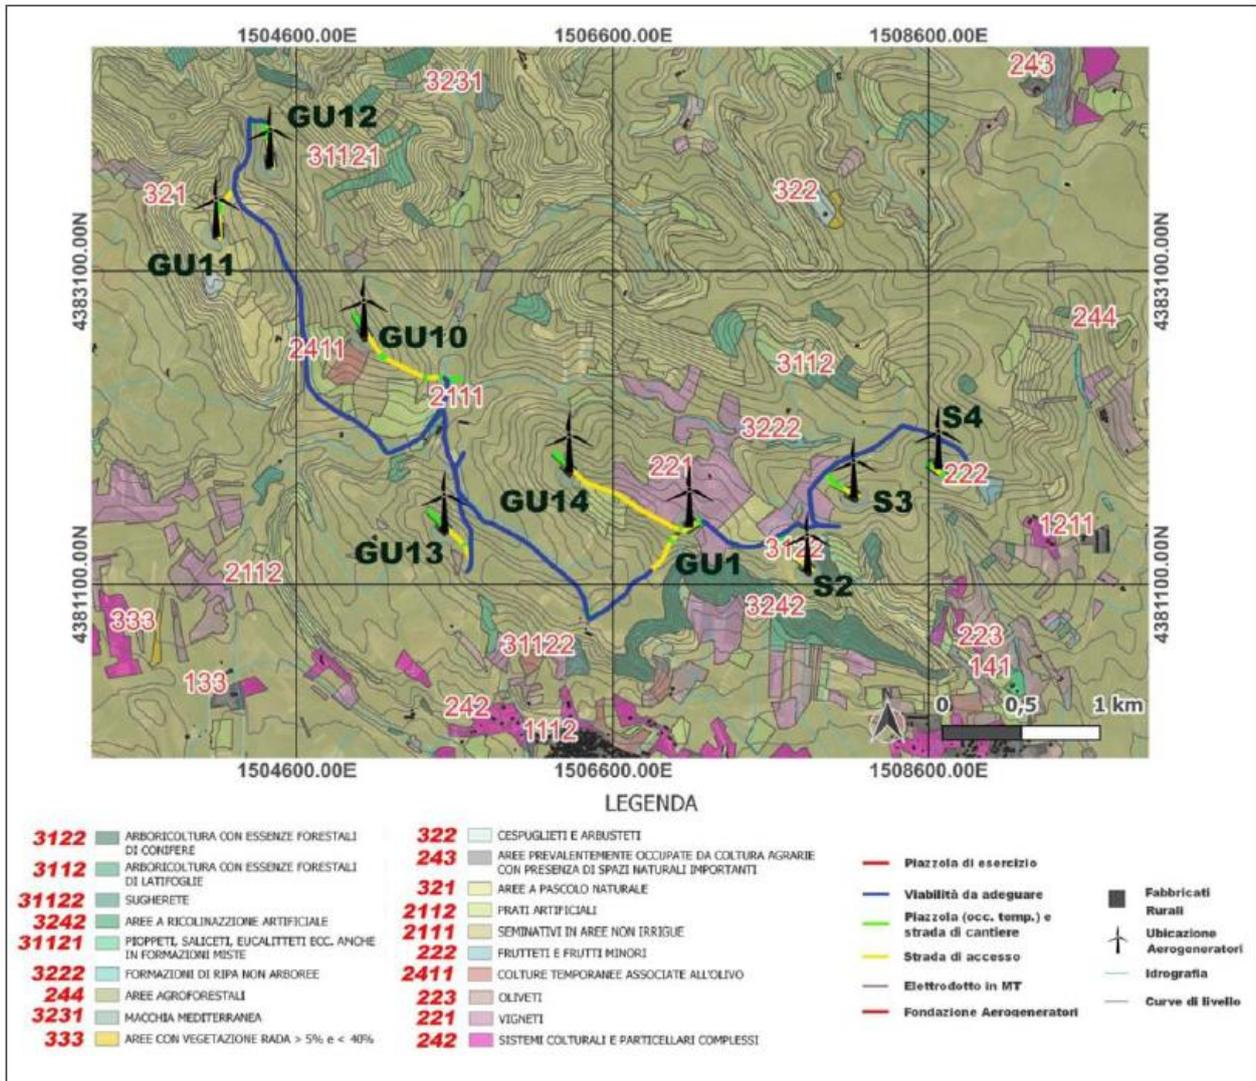 1504600.00E 1506600.00E 1508600.00E
243
3231
GU12
31121
321
322
GU11
4383100.00N
4383100.00N
244
GU10
2411
3112
2111
S4
3222
221
222
GU14
S3
1211
GU13
GU1
3122
S2
2112
4381100.00N
4381100.00N
3242
333
223
31122
141
133
242
1112
N
0 0,5 1 km
1504600.00E 1506600.00E 1508600.00E
LEGENDA
3122 ARBORICOLTURA CON ESSENZE FORESTALI
DI CONIFERE
3112 ARBORICOLTURA CON ESSENZE FORESTALI
DI LATIFOGLIE
31122 SUGHERETE
3242 AREE A RICOLINAZZIONE ARTIFICIALE
31121 PIOPPETI, SALICETI, EUCALITTETI ECC. ANCHE
IN FORMAZIONI MISTE
3222 FORMAZIONI DI RIPA NON ARBOREE
244 AREE AGROFORESTALI
3231 MACCHIA MEDITERRANEA
333 AREE CON VEGETAZIONE RADA > 5% e < 40%
322 CESPUGLIETI E ARBUSTETI
243 AREE PREVALENTEMENTE OCCUPATE DA COLTURA AGRARIE
CON PRESENZA DI SPAZI NATURALI IMPORTANTI
321 AREE A PASCOLO NATURALE
2112 PRATI ARTIFICIALI
2111 SEMINATIVI IN AREE NON IRRIGUE
222 FRUTTETI E FRUTTI MINORI
2411 COLTURE TEMPORANEE ASSOCIATE ALL'OLIVO
223 OLIVETI
221 VIGNETI
242 SISTEMI COLTURALI E PARTICELLARI COMPLESSI
Piazzola di esercizio
Viabilità da adeguare
Piazzola (occ. temp.) e
strada di cantiere
Strada di accesso
Elettrodotto in MT
Fondazione Aerogeneratori
Fabbricati
Rurali
Ubicazione
Aerogeneratori
Idrografia
Curve di livello